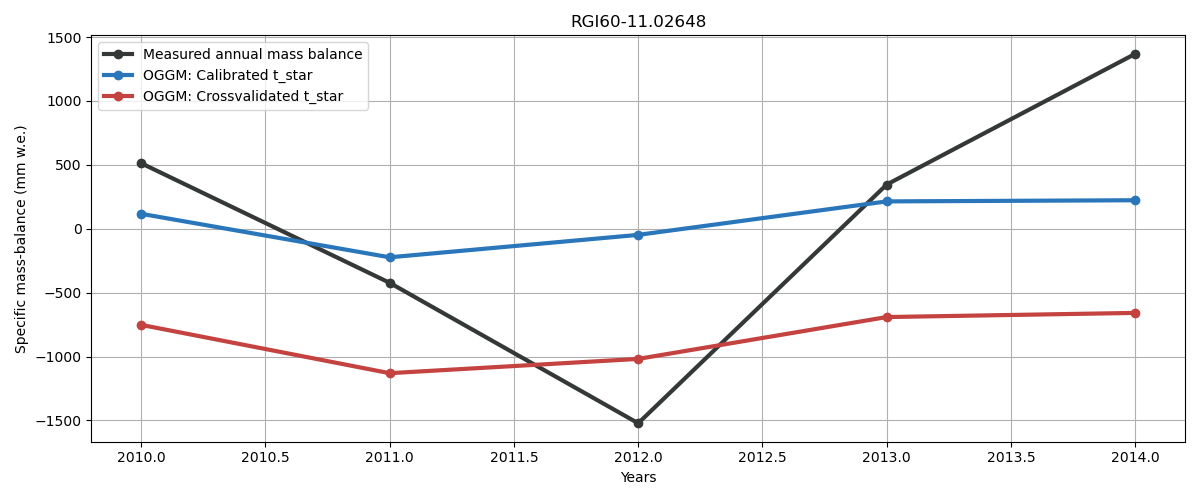 RGI60-11.02648
Measured annual mass balance
OGGM: Calibrated t_star
OGGM: Crossvalidated t_star
Specific mass-balance (mm w.e.)
1500
1000
500
0
−500
−1000
−1500
2010.0 2010.5 2011.0 2011.5 2012.0 2012.5 2013.0 2013.5 2014.0
Years